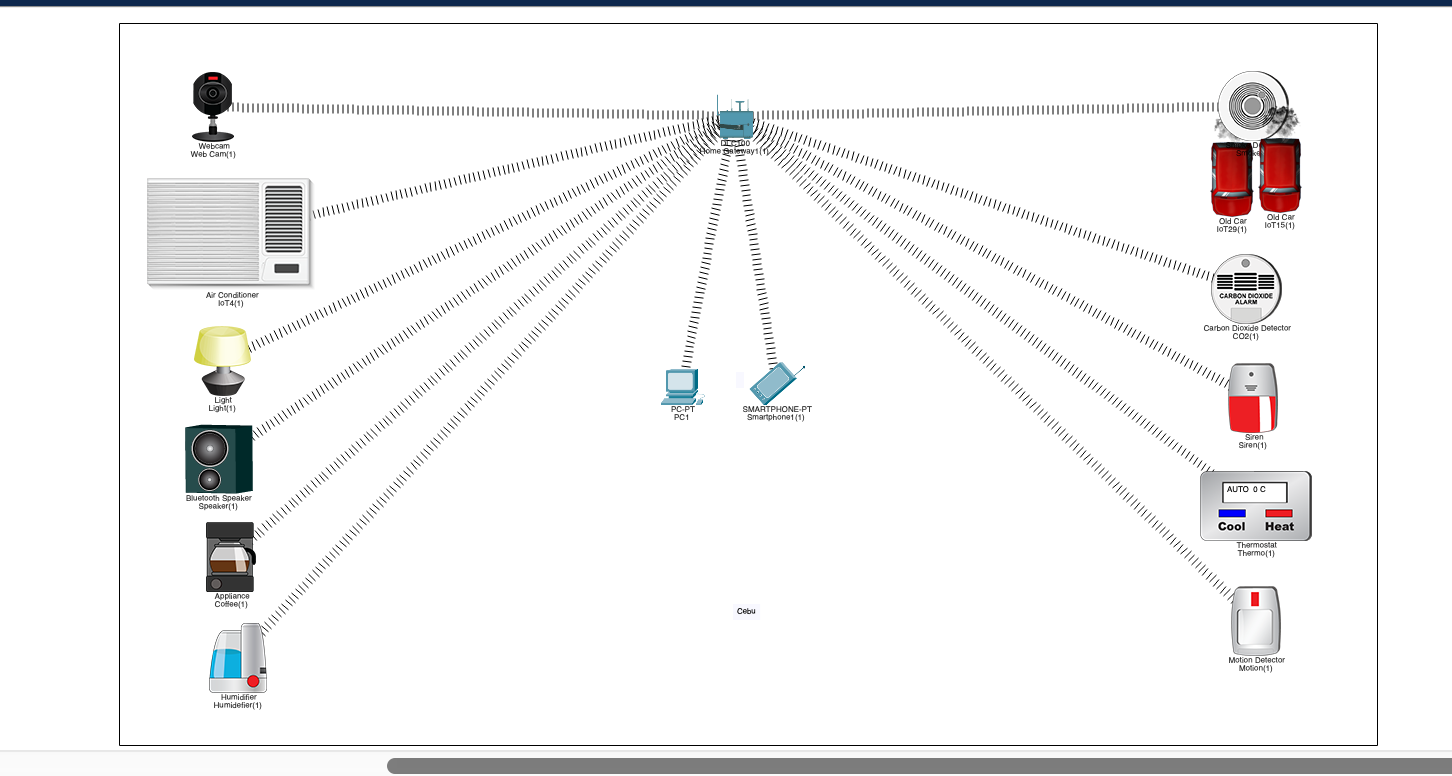 Webcam
Web Cam(1)
DLC100
Home Gateway1(1)
Old Car
IoT29(1)
Old Car
IoT15(1)
Air Conditioner
IoT4(1)
CARBON DIOXIDE
ALARM
Carbon Dioxide Detector
CO2(1)
Light
Light(1)
PC-PT
PC1
SMARTPHONE-PT
Smartphone1(1)
Siren
Siren(1)
Bluetooth Speaker
Speaker(1)
AUTO 0 C
Cool Heat
Thermostat
Thermo(1)
Appliance
Coffee(1)
Cebu
Motion Detector
Motion(1)
Humidifier
Humidefier(1)